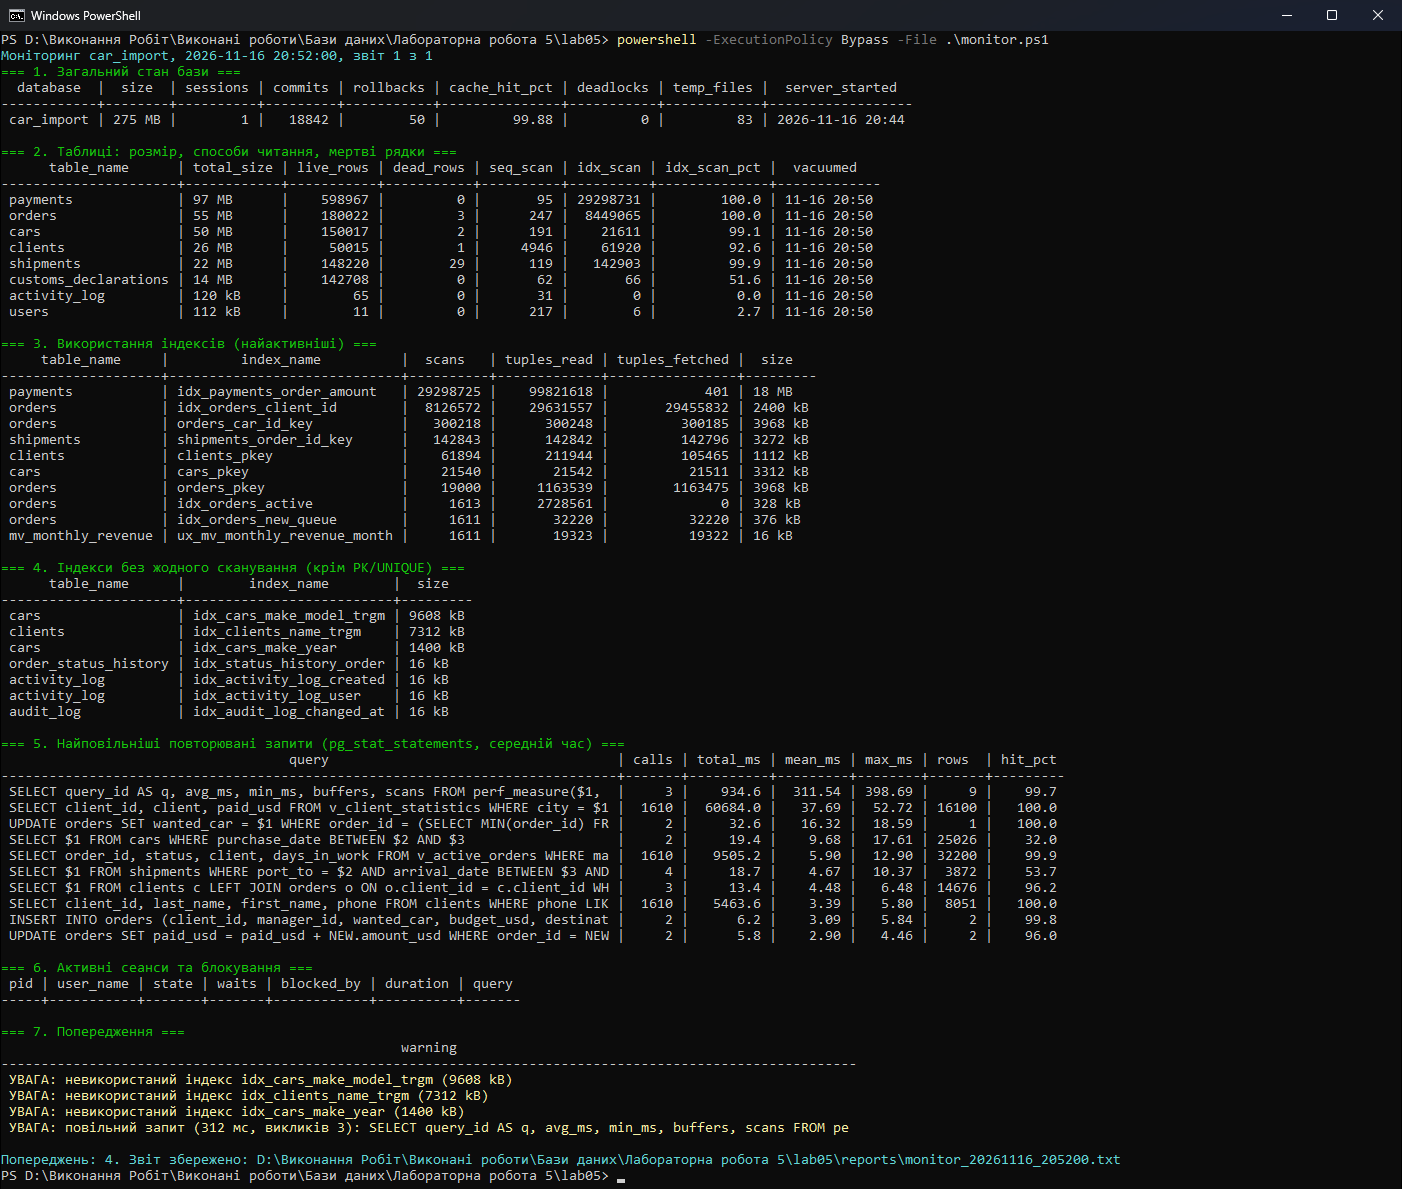 Windows PowerShell
PS D:\Виконання Робіт\Виконані роботи\Бази даних\Лабораторна робота 5\lab05> powershell -ExecutionPolicy Bypass -File .\monitor.ps1
Моніторинг car_import, 2026-11-16 20:52:00, звіт 1 з 1
=== 1. Загальний стан бази ===
  database  |  size  | sessions | commits | rollbacks | cache_hit_pct | deadlocks | temp_files |  server_started
------------+--------+----------+---------+-----------+---------------+-----------+------------+------------------
 car_import | 275 MB |        1 |   18842 |        50 |         99.88 |         0 |         83 | 2026-11-16 20:44
=== 2. Таблиці: розмір, способи читання, мертві рядки ===
     table_name      | total_size | live_rows | dead_rows | seq_scan | idx_scan | idx_scan_pct |  vacuumed
----------------------+------------+-----------+-----------+----------+----------+--------------+-------------
 payments             | 97 MB      |    598967 |         0 |       95 | 29298731 |        100.0 | 11-16 20:50
 orders               | 55 MB      |    180022 |         3 |      247 |  8449065 |        100.0 | 11-16 20:50
 cars                 | 50 MB      |    150017 |         2 |      191 |    21611 |         99.1 | 11-16 20:50
 clients              | 26 MB      |     50015 |         1 |     4946 |    61920 |         92.6 | 11-16 20:50
 shipments            | 22 MB      |    148220 |        29 |      119 |   142903 |         99.9 | 11-16 20:50
 customs_declarations | 14 MB      |    142708 |         0 |       62 |       66 |         51.6 | 11-16 20:50
 activity_log         | 120 kB     |        65 |         0 |       31 |        0 |          0.0 | 11-16 20:50
 users                | 112 kB     |        11 |         0 |      217 |        6 |          2.7 | 11-16 20:50
=== 3. Використання індексів (найактивніші) ===
     table_name     |         index_name         |  scans   | tuples_read | tuples_fetched |  size
--------------------+----------------------------+----------+-------------+----------------+---------
 payments           | idx_payments_order_amount  | 29298725 |    99821618 |            401 | 18 MB
 orders             | idx_orders_client_id       |  8126572 |    29631557 |       29455832 | 2400 kB
 orders             | orders_car_id_key          |   300218 |      300248 |         300185 | 3968 kB
 shipments          | shipments_order_id_key     |   142843 |      142842 |         142796 | 3272 kB
 clients            | clients_pkey               |    61894 |      211944 |         105465 | 1112 kB
 cars               | cars_pkey                  |    21540 |       21542 |          21511 | 3312 kB
 orders             | orders_pkey                |    19000 |     1163539 |        1163475 | 3968 kB
 orders             | idx_orders_active          |     1613 |     2728561 |              0 | 328 kB
 orders             | idx_orders_new_queue       |     1611 |       32220 |          32220 | 376 kB
 mv_monthly_revenue | ux_mv_monthly_revenue_month |     1611 |       19323 |          19322 | 16 kB
=== 4. Індекси без жодного сканування (крім PK/UNIQUE) ===
     table_name      |        index_name        |  size
----------------------+--------------------------+---------
 cars                 | idx_cars_make_model_trgm | 9608 kB
 clients              | idx_clients_name_trgm    | 7312 kB
 cars                 | idx_cars_make_year       | 1400 kB
 order_status_history | idx_status_history_order | 16 kB
 activity_log         | idx_activity_log_created | 16 kB
 activity_log         | idx_activity_log_user    | 16 kB
 audit_log            | idx_audit_log_changed_at | 16 kB
=== 5. Найповільніші повторювані запити (pg_stat_statements, середній час) ===
                                   query                                    | calls | total_ms | mean_ms | max_ms | rows  | hit_pct
----------------------------------------------------------------------------+-------+----------+---------+--------+-------+---------
 SELECT query_id AS q, avg_ms, min_ms, buffers, scans FROM perf_measure($1,  |     3 |    934.6 |  311.54 | 398.69 |     9 |    99.7
 SELECT client_id, client, paid_usd FROM v_client_statistics WHERE city = $1 |  1610 |  60684.0 |   37.69 |  52.72 | 16100 |   100.0
 UPDATE orders SET wanted_car = $1 WHERE order_id = (SELECT MIN(order_id) FR |     2 |     32.6 |   16.32 |  18.59 |     1 |   100.0
 SELECT $1 FROM cars WHERE purchase_date BETWEEN $2 AND $3                   |     2 |     19.4 |    9.68 |  17.61 | 25026 |    32.0
 SELECT order_id, status, client, days_in_work FROM v_active_orders WHERE ma |  1610 |   9505.2 |    5.90 |  12.90 | 32200 |    99.9
 SELECT $1 FROM shipments WHERE port_to = $2 AND arrival_date BETWEEN $3 AND |     4 |     18.7 |    4.67 |  10.37 |  3872 |    53.7
 SELECT $1 FROM clients c LEFT JOIN orders o ON o.client_id = c.client_id WH |     3 |     13.4 |    4.48 |   6.48 | 14676 |    96.2
 SELECT client_id, last_name, first_name, phone FROM clients WHERE phone LIK |  1610 |   5463.6 |    3.39 |   5.80 |  8051 |   100.0
 INSERT INTO orders (client_id, manager_id, wanted_car, budget_usd, destinat |     2 |      6.2 |    3.09 |   5.84 |     2 |    99.8
 UPDATE orders SET paid_usd = paid_usd + NEW.amount_usd WHERE order_id = NEW |     2 |      5.8 |    2.90 |   4.46 |     2 |    96.0
=== 6. Активні сеанси та блокування ===
 pid | user_name | state | waits | blocked_by | duration | query
-----+-----------+-------+-------+------------+----------+-------
=== 7. Попередження ===
warning
-----------------------------------------------------------------------------------------------------------
 УВАГА: невикористаний індекс idx_cars_make_model_trgm (9608 kB)
 УВАГА: невикористаний індекс idx_clients_name_trgm (7312 kB)
 УВАГА: невикористаний індекс idx_cars_make_year (1400 kB)
 УВАГА: повільний запит (312 мс, викликів 3): SELECT query_id AS q, avg_ms, min_ms, buffers, scans FROM pe
Попереджень: 4. Звіт збережено: D:\Виконання Робіт\Виконані роботи\Бази даних\Лабораторна робота 5\lab05\reports\monitor_20261116_205200.txt
PS D:\Виконання Робіт\Виконані роботи\Бази даних\Лабораторна робота 5\lab05>